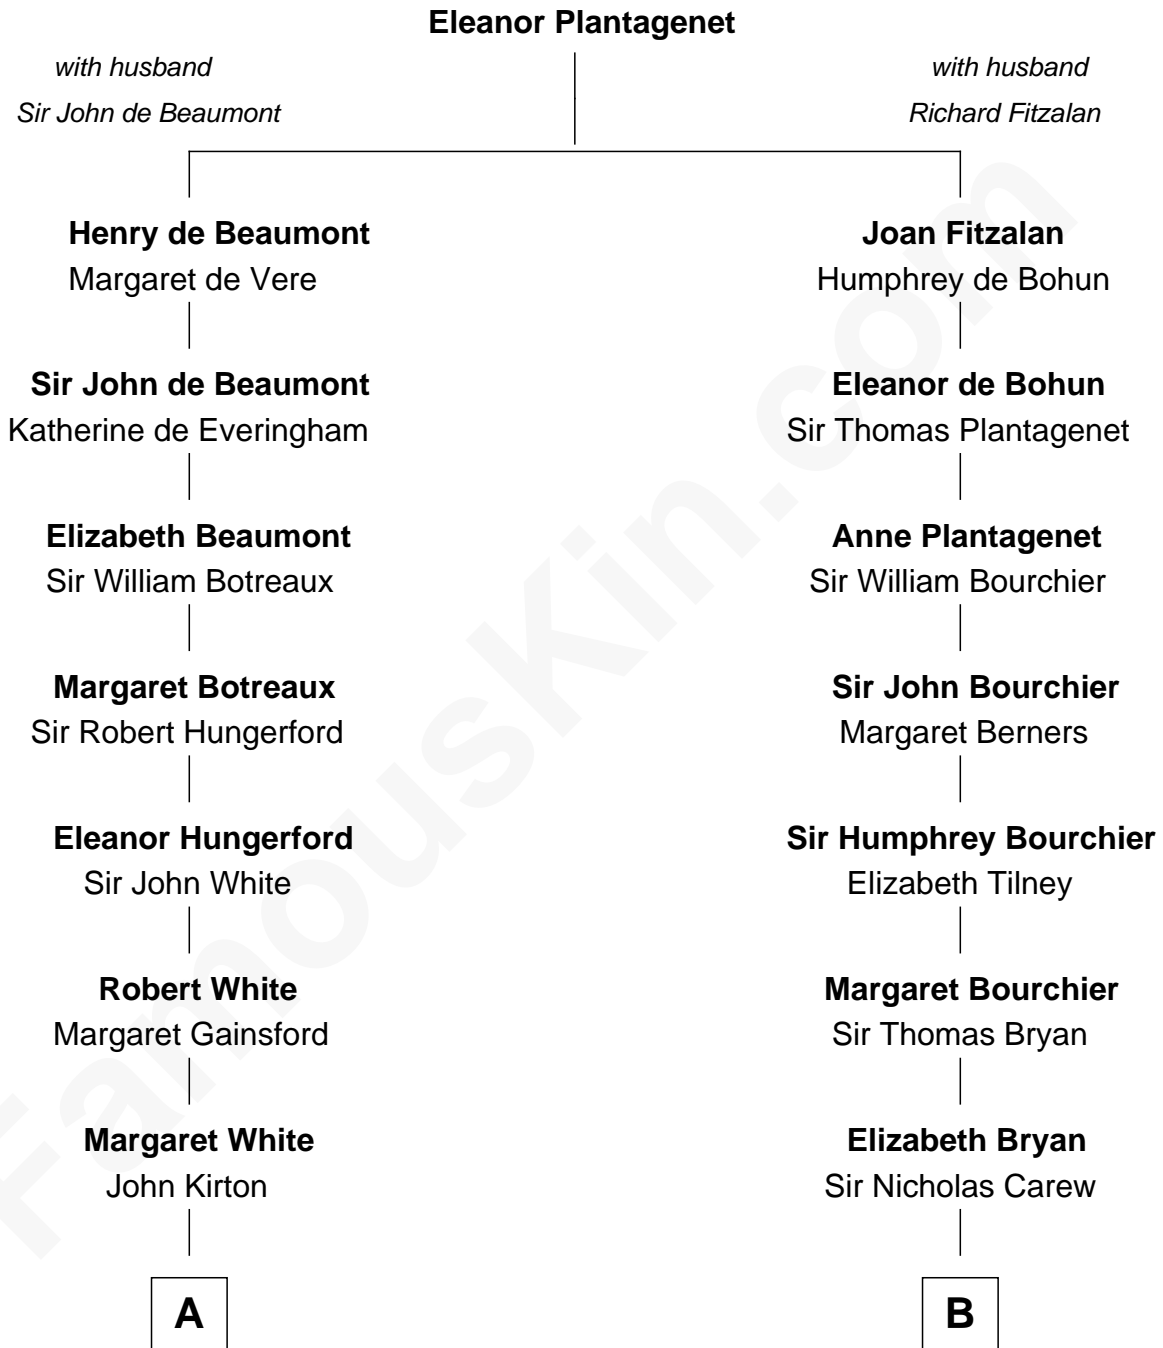 Eleanor Plantagenet
with husband
Sir John de Beaumont
with husband
Richard Fitzalan
Henry de Beaumont
Margaret de Vere
Joan Fitzalan
Humphrey de Bohun
Sir John de Beaumont
Katherine de Everingham
Eleanor de Bohun
Sir Thomas Plantagenet
Elizabeth Beaumont
Sir William Botreaux
Anne Plantagenet
Sir William Bourchier
Margaret Botreaux
Sir Robert Hungerford
Sir John Bourchier
Margaret Berners
Eleanor Hungerford
Sir John White
Sir Humphrey Bourchier
Elizabeth Tilney
Robert White
Margaret Gainsford
Margaret Bourchier
Sir Thomas Bryan
Margaret White
John Kirton
Elizabeth Bryan
Sir Nicholas Carew
A
B
FamousKin.com